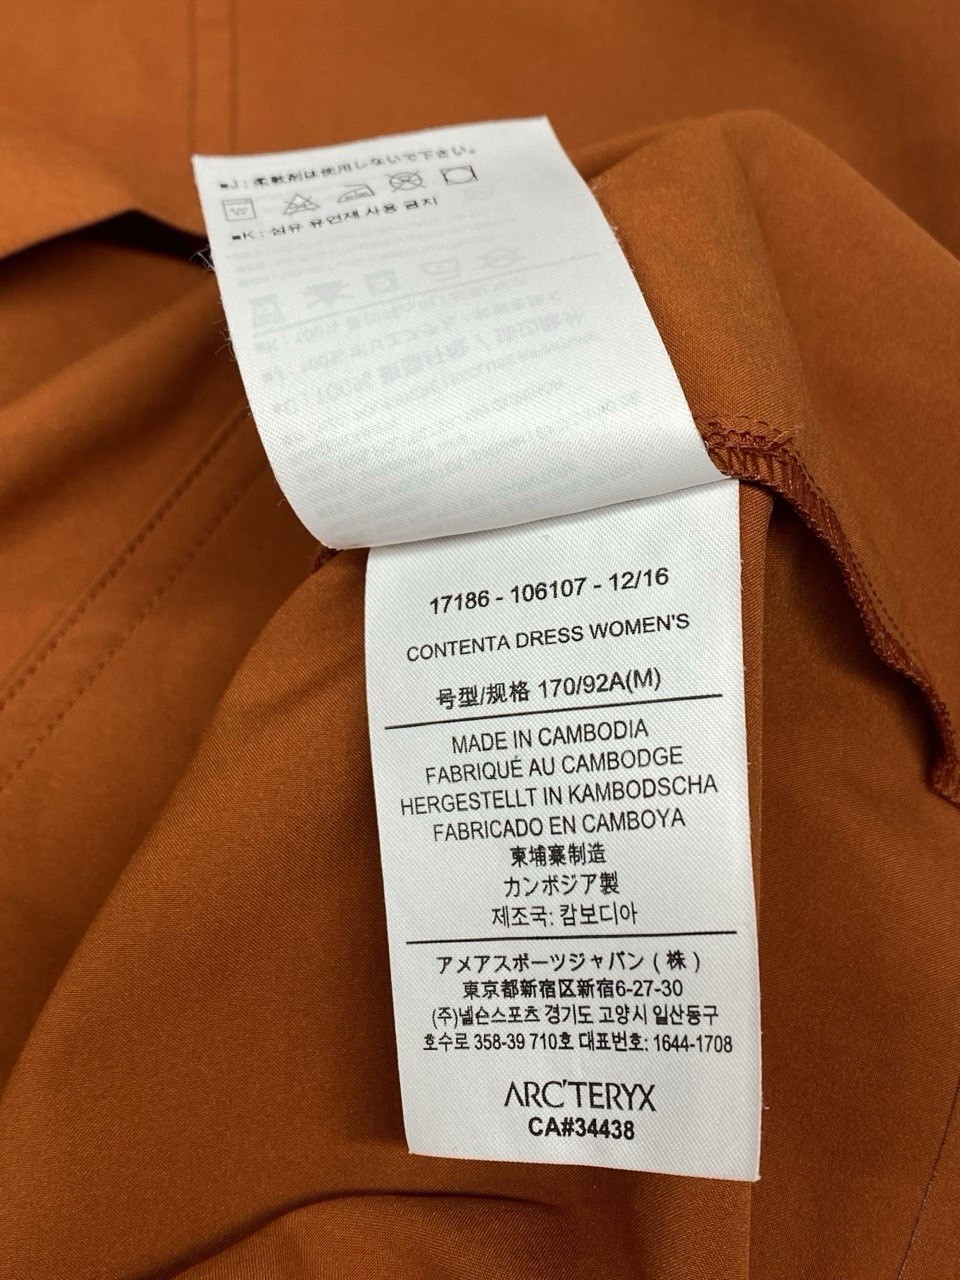 ■J : 柔軟剤は使用しないで下さい。
■K : 섬유 유연제 사용 금지
17186 - 106107 - 12/16
CONTENTA DRESS WOMEN'S
号型/规格 170/92A(M)
MADE IN CAMBODIA
FABRIQUÉ AU CAMBODGE
HERGESTELLT IN KAMBODSCHA
FABRICADO EN CAMBOYA
柬埔寨制造
カンボジア製
제조국: 캄보디아
アメアスポーツジャパン ( 株 )
東京都新宿区新宿6-27-30
(주)넬슨스포츠 경기도 고양시 일산동구
호수로 358-39 710호 대표번호: 1644-1708
ARC'TERYX
CA#34438